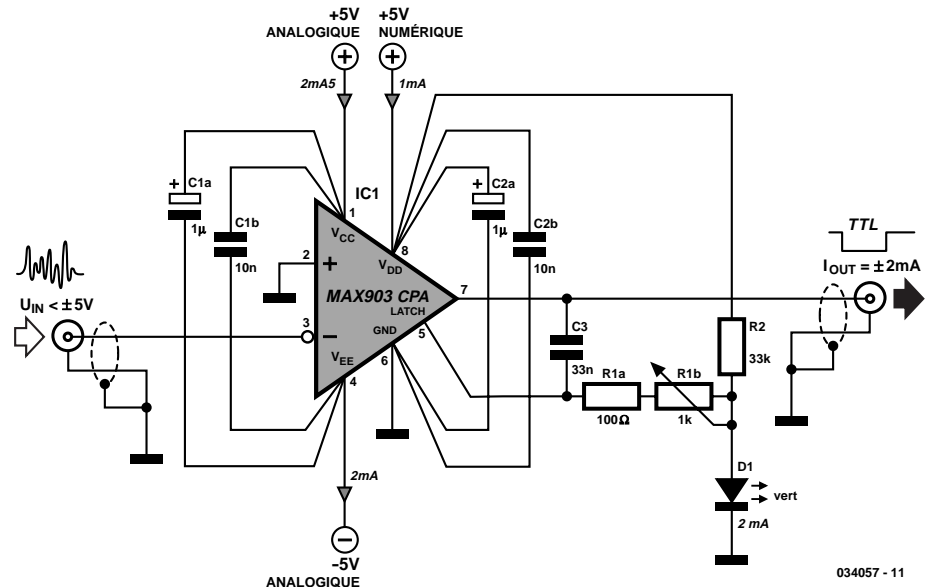 +5V
ANALOGIQUE
+5V
NUMÉRIQUE
2mA5
1mA
C1a
1µ
C1b
10n
IC1
C2a
1µ
C2b
10n
1
VCC
2
+
8
VDD
MAX903 CPA
7
LATCH
5
3
–
GND
6
VEE
4
UIN < ±5V
TTL
IOUT = ±2mA
C3
33n
R1a
100Ω
R1b
1k
R2
33k
D1
vert
2 mA
2mA
–5V
ANALOGIQUE
034057 - 11